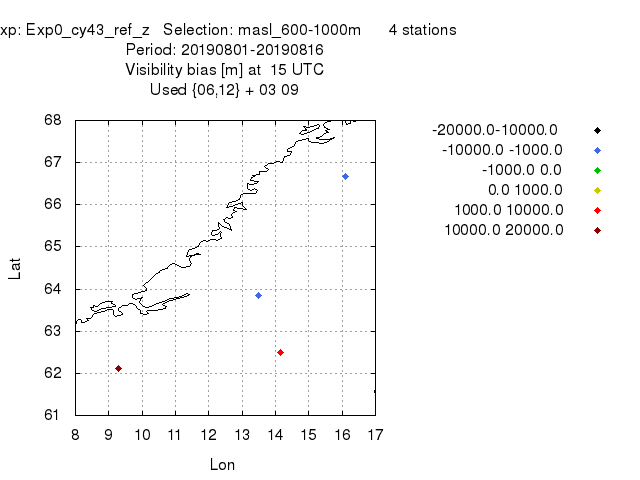 xp: Exp0_cy43_ref_z   Selection: masl_600-1000m      4 stations
Period: 20190801-20190816
Visibility bias [m] at  15 UTC
Used {06,12} + 03 09
-20000.0-10000.0
-10000.0 -1000.0
-1000.0 0.0
0.0 1000.0
1000.0 10000.0
10000.0 20000.0
68
67
66
65
64
63
62
61
Lat
8 9 10 11 12 13 14 15 16 17
Lon